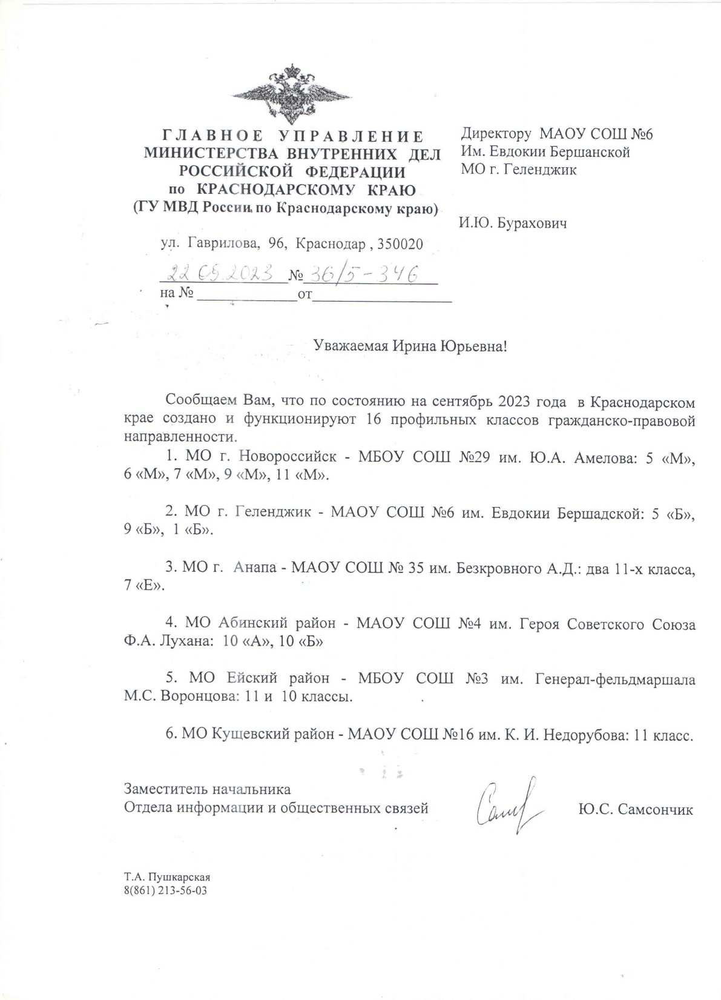 ГЛАВНОЕ УПРАВЛЕНИЕ
МИНИСТЕРСТВА ВНУТРЕННИХ ДЕЛ
РОССИЙСКОЙ ФЕДЕРАЦИИ
по КРАСНОДАРСКОМУ КРАЮ
(ГУ МВД России по Краснодарскому краю)
ул. Гаврилова, 96, Краснодар , 350020
22 09.2023 № 36/5-346
на № ____________от________________
Директору МАОУ СОШ №6
Им. Евдокии Бершанской
МО г. Геленджик
И.Ю. Бурахович
Уважаемая Ирина Юрьевна!
Сообщаем Вам, что по состоянию на сентябрь 2023 года в Краснодарском
крае создано и функционируют 16 профильных классов гражданско-правовой
направленности.
1. МО г. Новороссийск - МБОУ СОШ №29 им. Ю.А. Амелова: 5 «М»,
6 «М», 7 «М», 9 «М», 11 «М».
2. МО г. Геленджик - МАОУ СОШ №6 им. Евдокии Бершадской: 5 «Б»,
9 «Б», 1 «Б».
3. МО г. Анапа - МАОУ СОШ № 35 им. Безкровного А.Д.: два 11-х класса,
7 «Е».
4. МО Абинский район - МАОУ СОШ №4 им. Героя Советского Союза
Ф.А. Лухана: 10 «А», 10 «Б»
5. МО Ейский район - МБОУ СОШ №3 им. Генерал-фельдмаршала
М.С. Воронцова: 11 и 10 классы.
6. МО Кущевский район - МАОУ СОШ №16 им. К. И. Недорубова: 11 класс.
Заместитель начальника
Отдела информации и общественных связей Ю.С. Самсончик
Т.А. Пушкарская
8(861) 213-56-03